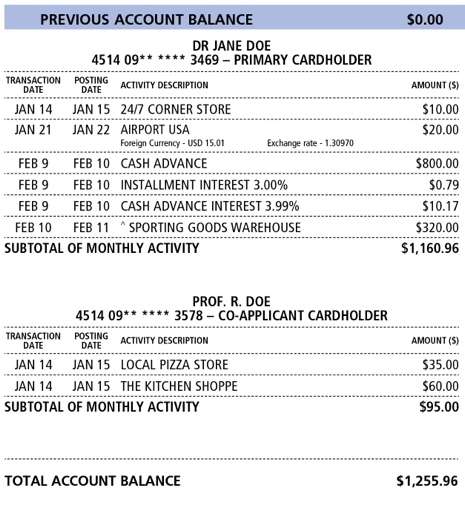 PREVIOUS ACCOUNT BALANCE $0.00
DR JANE DOE
4514 09** **** 3469 – PRIMARY CARDHOLDER
TRANSACTION DATE POSTING DATE ACTIVITY DESCRIPTION AMOUNT ($)
JAN 14 JAN 15 24/7 CORNER STORE $10.00
JAN 21 JAN 22 AIRPORT USA $20.00
Foreign Currency - USD 15.01 Exchange rate - 1.30970
FEB 9 FEB 10 CASH ADVANCE $800.00
FEB 9 FEB 10 INSTALLMENT INTEREST 3.00% $0.79
FEB 9 FEB 10 CASH ADVANCE INTEREST 3.99% $10.17
FEB 10 FEB 11 ^ SPORTING GOODS WAREHOUSE $320.00
SUBTOTAL OF MONTHLY ACTIVITY $1,160.96
PROF. R. DOE
4514 09** **** 3578 – CO-APPLICANT CARDHOLDER
TRANSACTION DATE POSTING DATE ACTIVITY DESCRIPTION AMOUNT ($)
JAN 14 JAN 15 LOCAL PIZZA STORE $35.00
JAN 14 JAN 15 THE KITCHEN SHOPPE $60.00
SUBTOTAL OF MONTHLY ACTIVITY $95.00
TOTAL ACCOUNT BALANCE $1,255.96